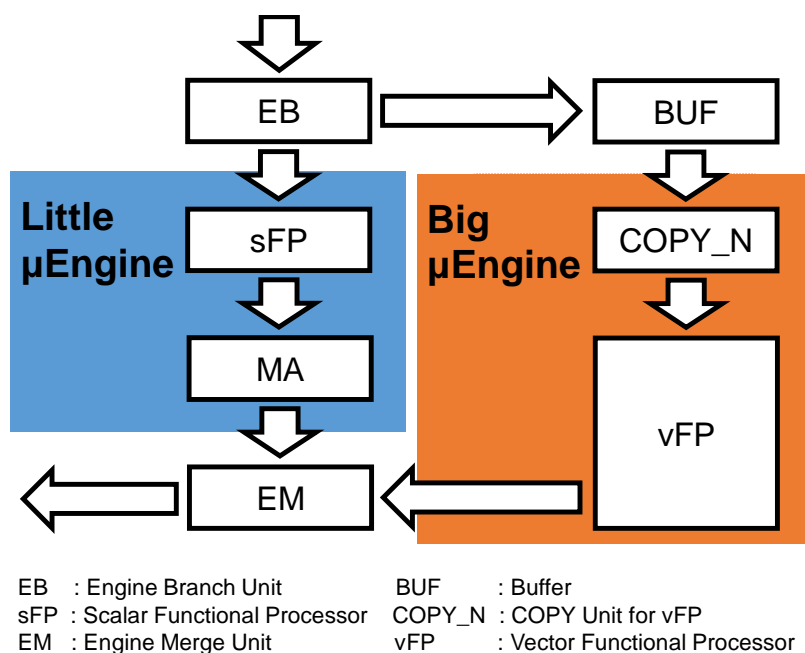 EB
BUF
Little
µEngine
sFP
Big
µEngine
COPY_N
MA
vFP
EM
EB : Engine Branch Unit
BUF : Buffer
sFP : Scalar Functional Processor
COPY_N : COPY Unit for vFP
EM : Engine Merge Unit
vFP : Vector Functional Processor